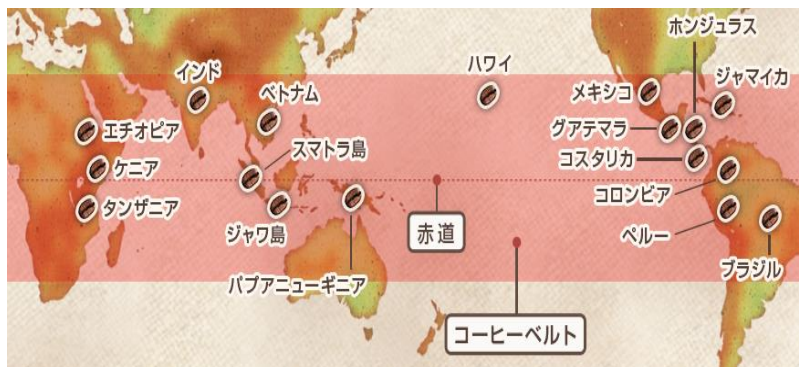 ホンジュラス
インド
ハワイ
ジャマイカ
メキシコ
ベトナム
エチオピア
グアテマラ
スマトラ島
コスタリカ
ケニア
コロンビア
タンザニア
ジャワ島
赤道
ペルー
ブラジル
パプアニューギニア
コーヒーベルト